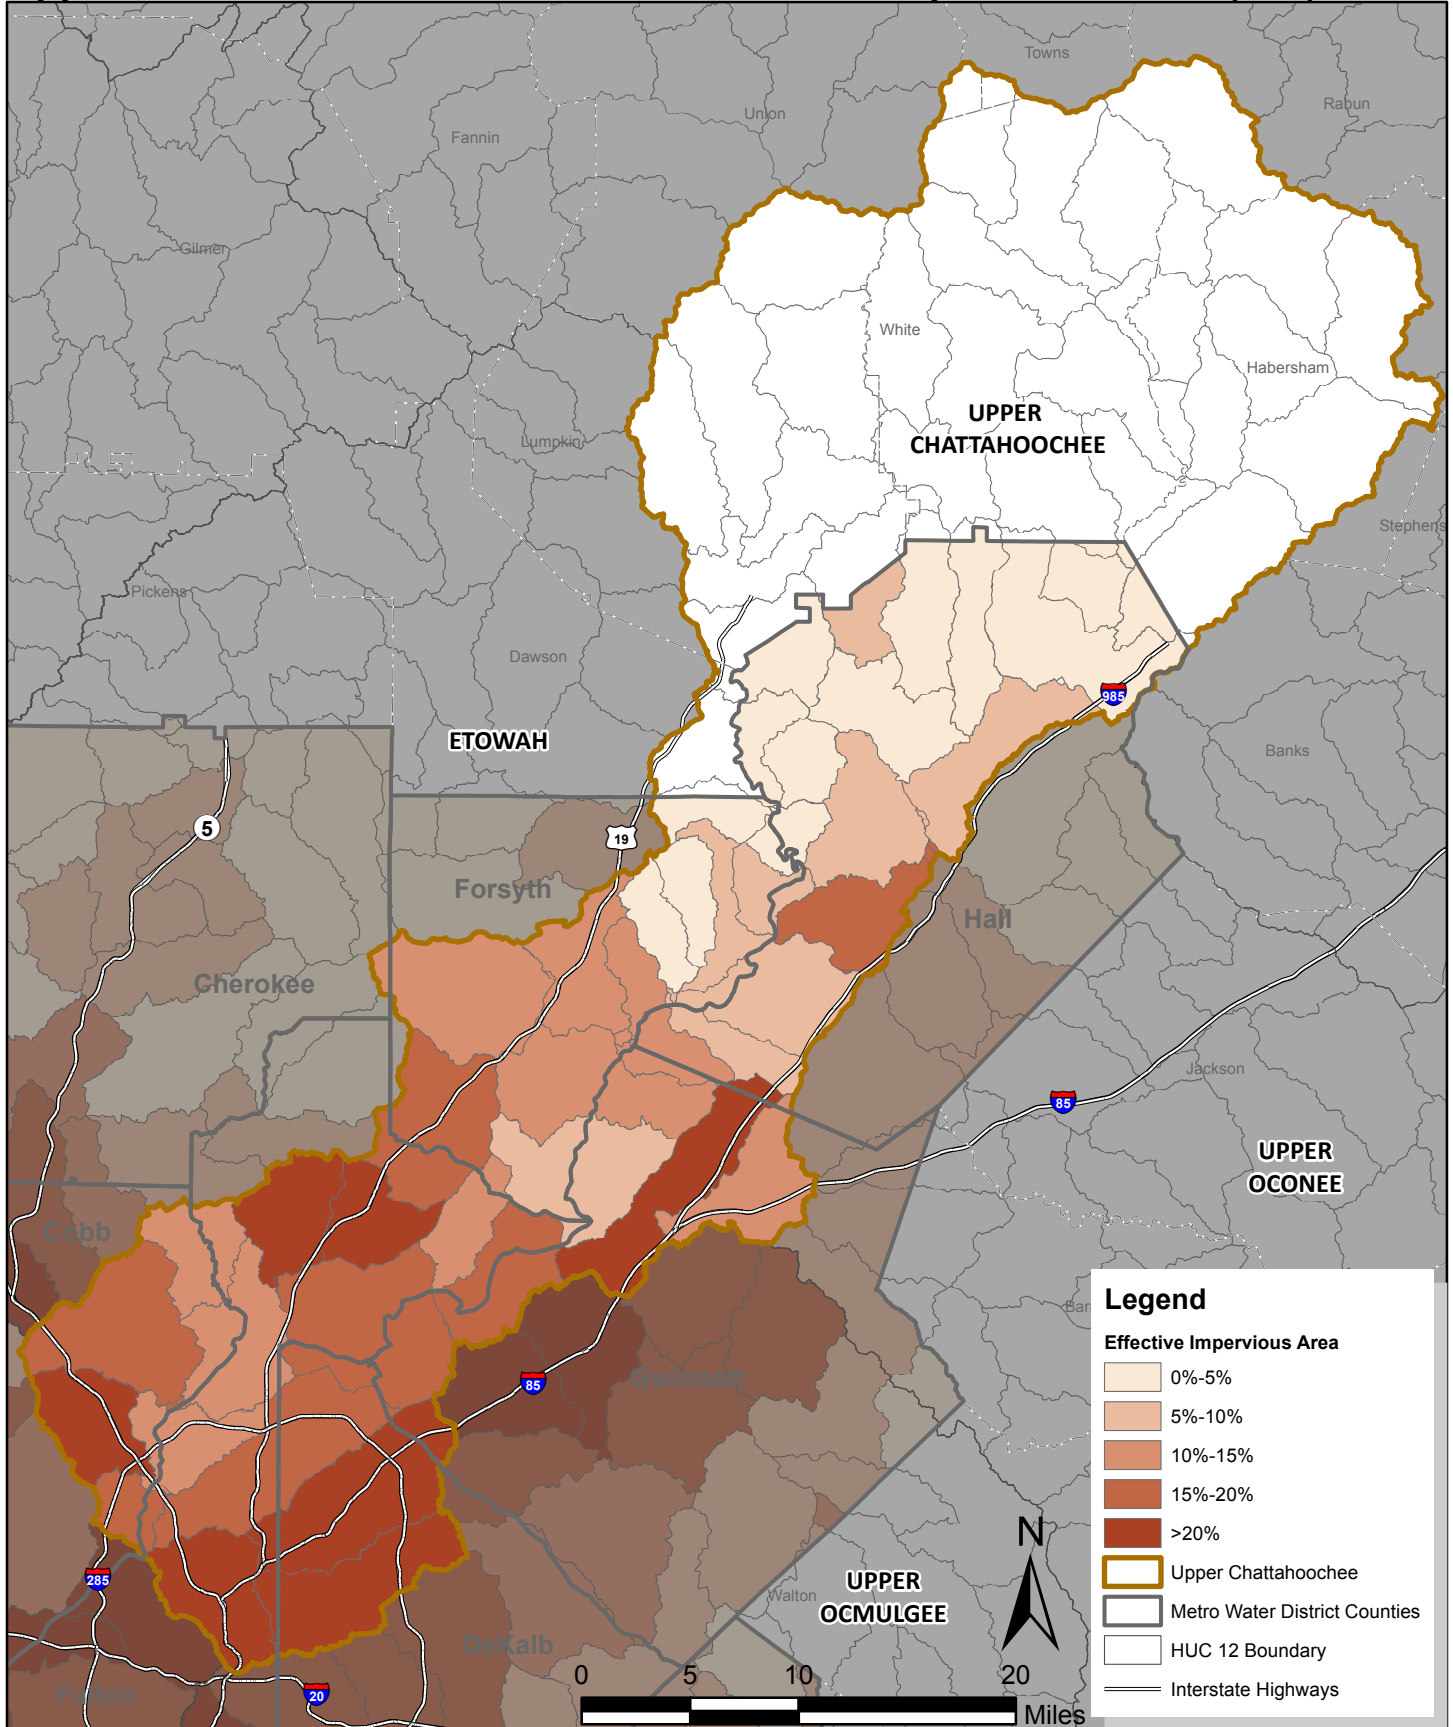 Towns
Union
Rabun
Fannin
Gilmer
White
Habersham
UPPER
CHATTAHOOCHEE
Lumpkin
Stephens
Pickens
Dawson
985
ETOWAH
Banks
5
19
Forsyth
Hall
Cherokee
Jackson
85
UPPER
OCONEE
Cobb
Legend
Effective Impervious Area
0%-5%
5%-10%
10%-15%
15%-20%
>20%
Upper Chattahoochee
Metro Water District Counties
HUC 12 Boundary
Interstate Highways
85
Gwinnett
N
285
UPPER
OCMULGEE
Walton
DeKalb
Fulton
20
0 5 10 20
Miles